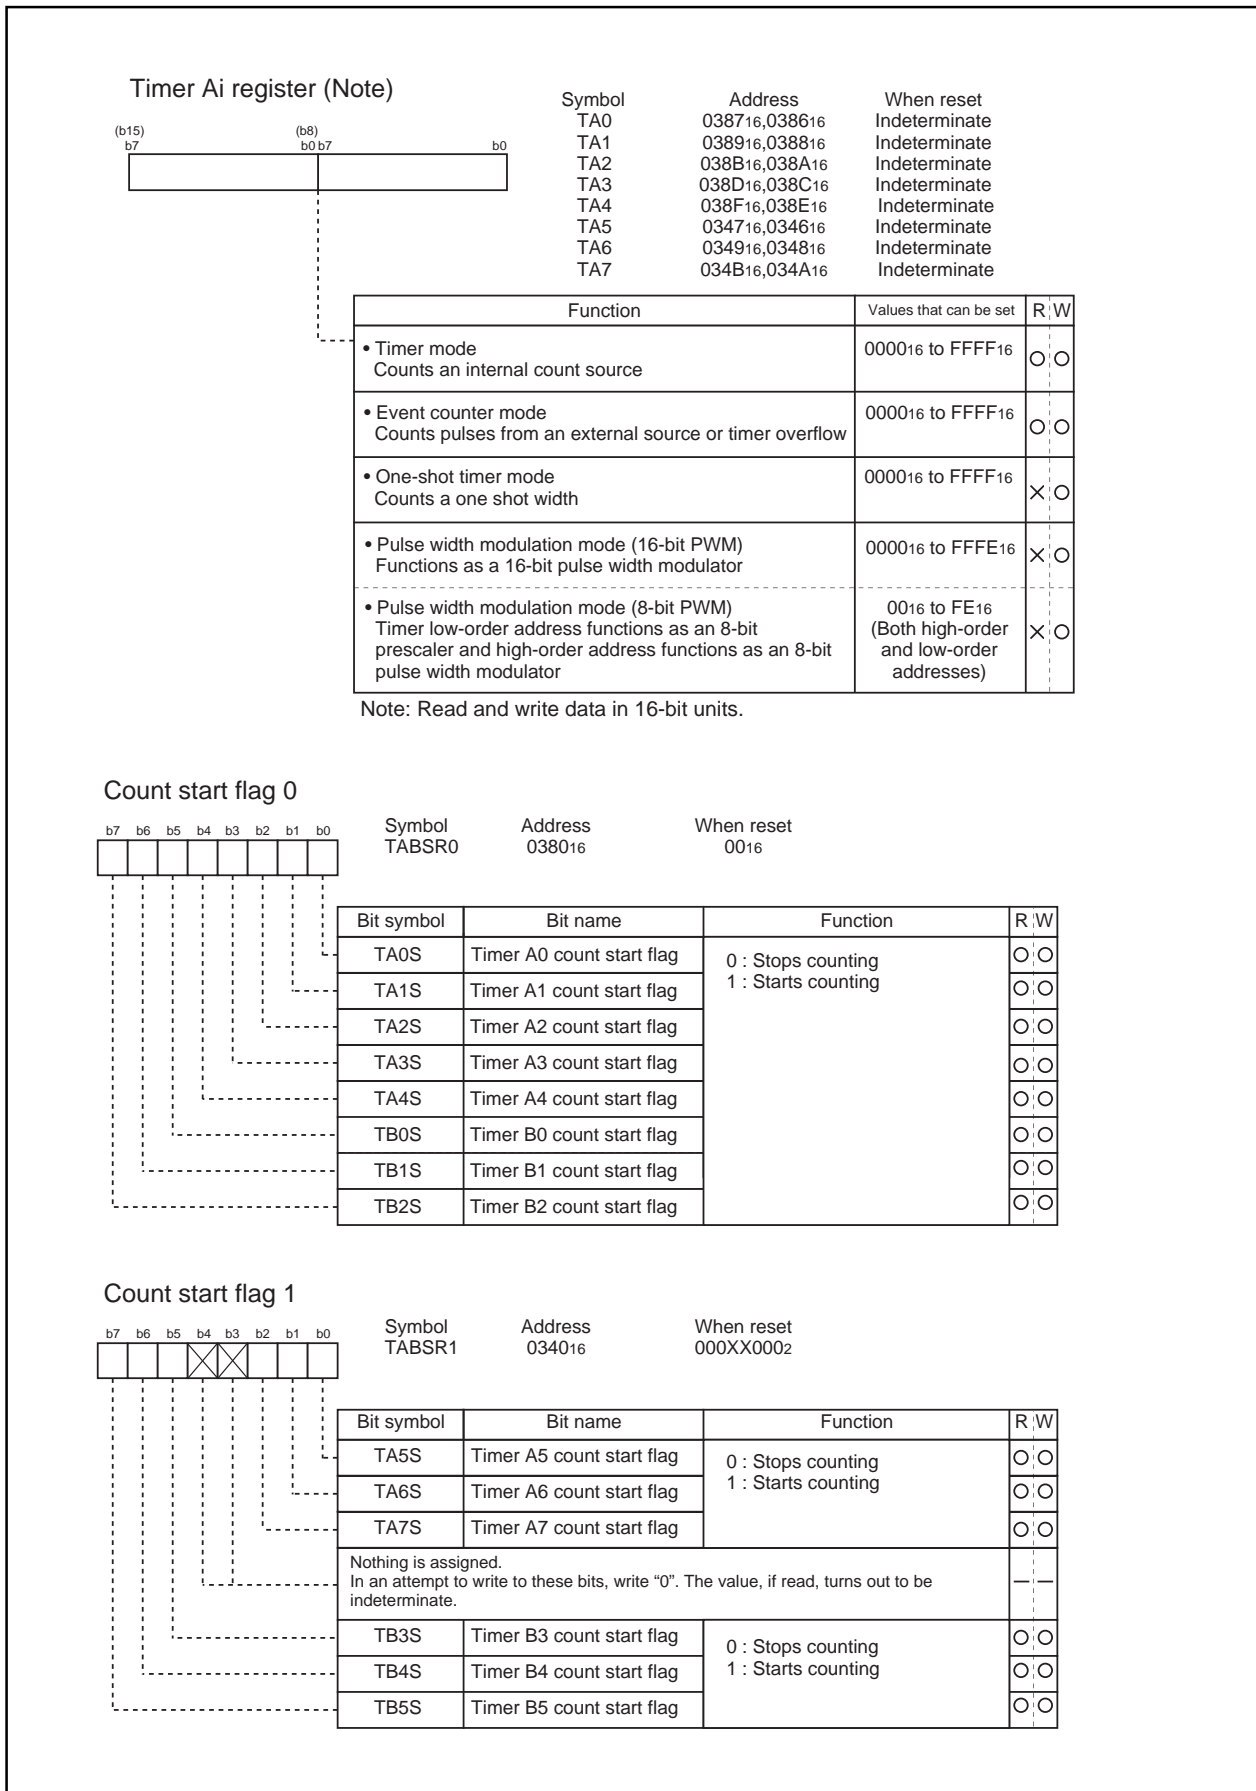 Timer Ai register (Note)
Symbol Address When reset
TA0 038716,038616 Indeterminate
TA1 038916,038816 Indeterminate
TA2 038B16,038A16 Indeterminate
TA3 038D16,038C16 Indeterminate
TA4 038F16,038E16 Indeterminate
TA5 034716,034616 Indeterminate
TA6 034916,034816 Indeterminate
TA7 034B16,034A16 Indeterminate
(b15) (b8)
b7 b0 b7 b0
Function Values that can be set R W
• Timer mode 000016 to FFFF16
Counts an internal count source
• Event counter mode 000016 to FFFF16
Counts pulses from an external source or timer overflow
• One-shot timer mode 000016 to FFFF16
Counts a one shot width
• Pulse width modulation mode (16-bit PWM) 000016 to FFFE16
Functions as a 16-bit pulse width modulator
• Pulse width modulation mode (8-bit PWM) 0016 to FE16
Timer low-order address functions as an 8-bit (Both high-order
prescaler and high-order address functions as an 8-bit and low-order
pulse width modulator addresses)
Note: Read and write data in 16-bit units.
Count start flag 0
b7 b6 b5 b4 b3 b2 b1 b0
Symbol Address When reset
TABSR0 038016 0016
Bit symbol Bit name Function R W
TA0S Timer A0 count start flag 0 : Stops counting
TA1S Timer A1 count start flag 1 : Starts counting
TA2S Timer A2 count start flag
TA3S Timer A3 count start flag
TA4S Timer A4 count start flag
TB0S Timer B0 count start flag
TB1S Timer B1 count start flag
TB2S Timer B2 count start flag
Count start flag 1
b7 b6 b5 b4 b3 b2 b1 b0
Symbol Address When reset
TABSR1 034016 000XX0002
Bit symbol Bit name Function R W
TA5S Timer A5 count start flag 0 : Stops counting
TA6S Timer A6 count start flag 1 : Starts counting
TA7S Timer A7 count start flag
Nothing is assigned.
In an attempt to write to these bits, write “0”. The value, if read, turns out to be — —
indeterminate.
TB3S Timer B3 count start flag 0 : Stops counting
TB4S Timer B4 count start flag 1 : Starts counting
TB5S Timer B5 count start flag